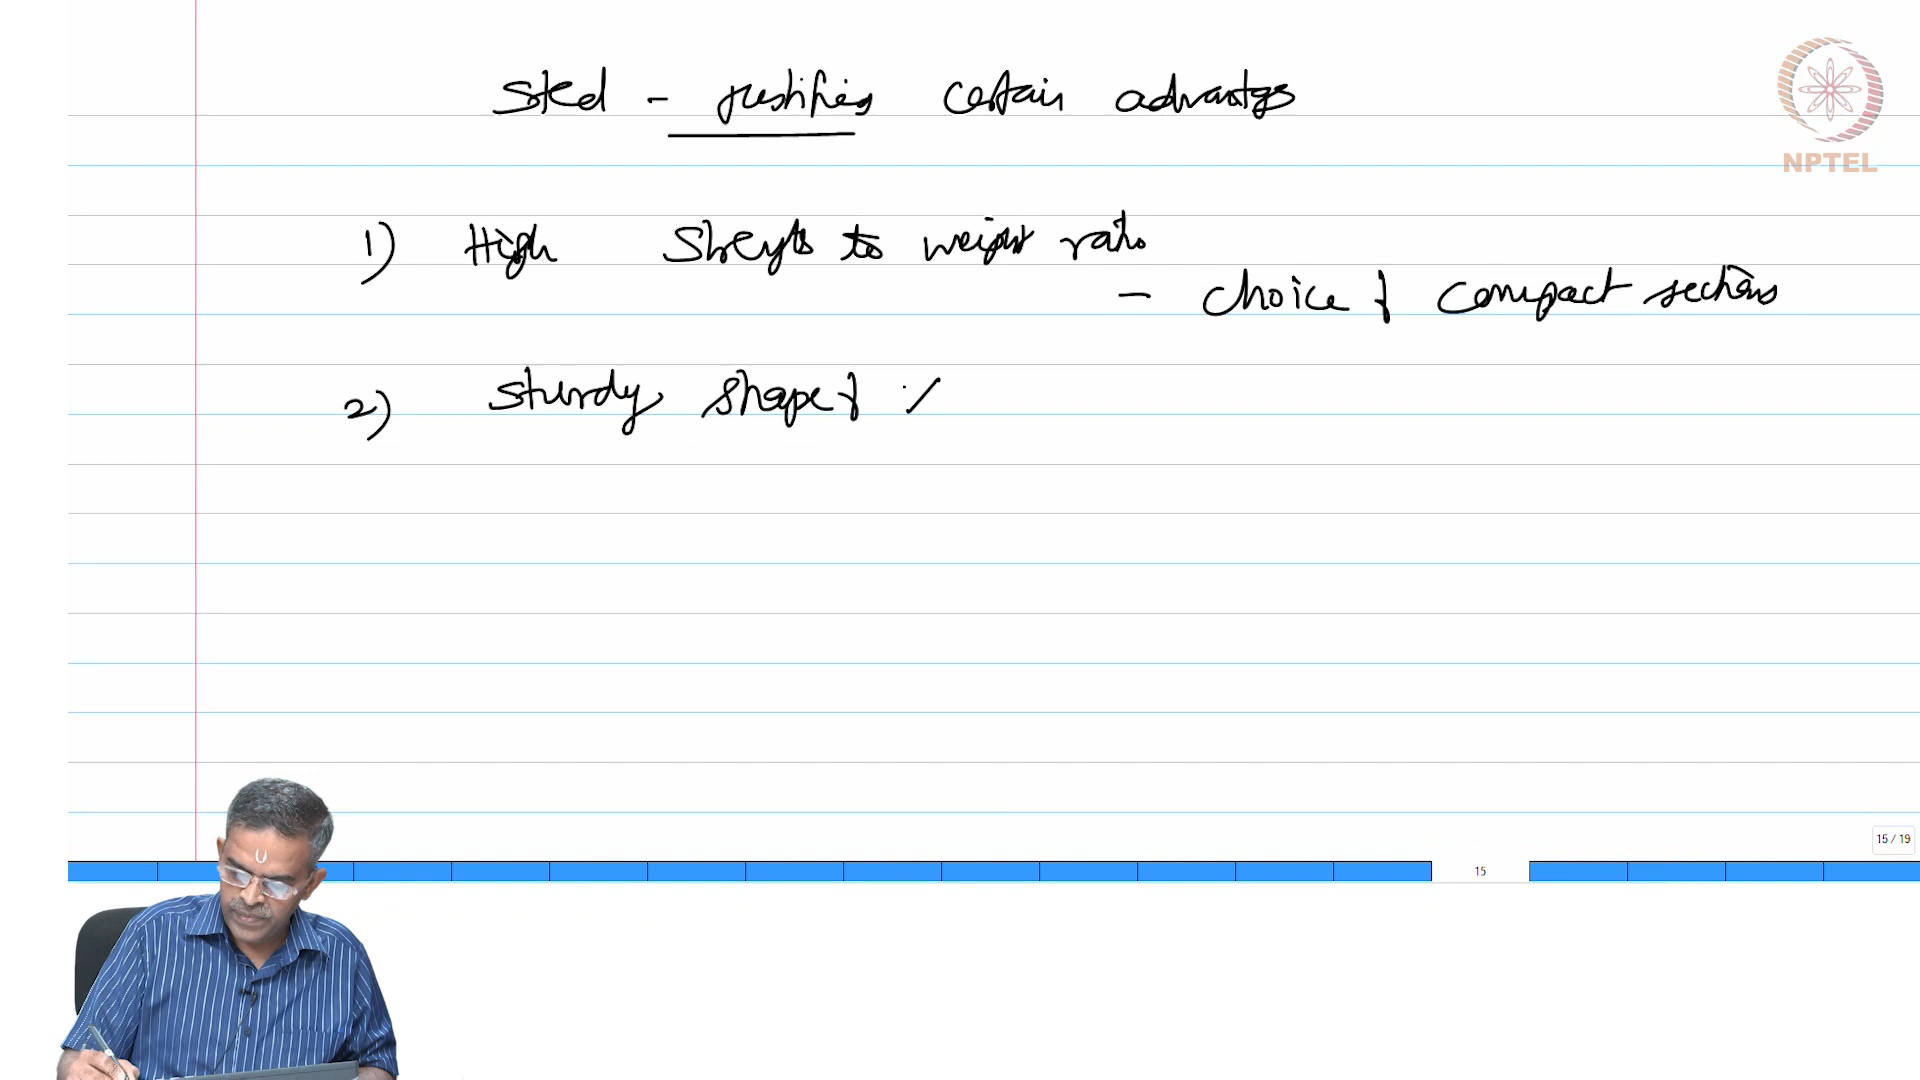 Steel - justifies certain advantages
NPTEL
1) High Strength to weight ratio
- choice of compact sections
2) Sturdy shape of
15 / 19
15